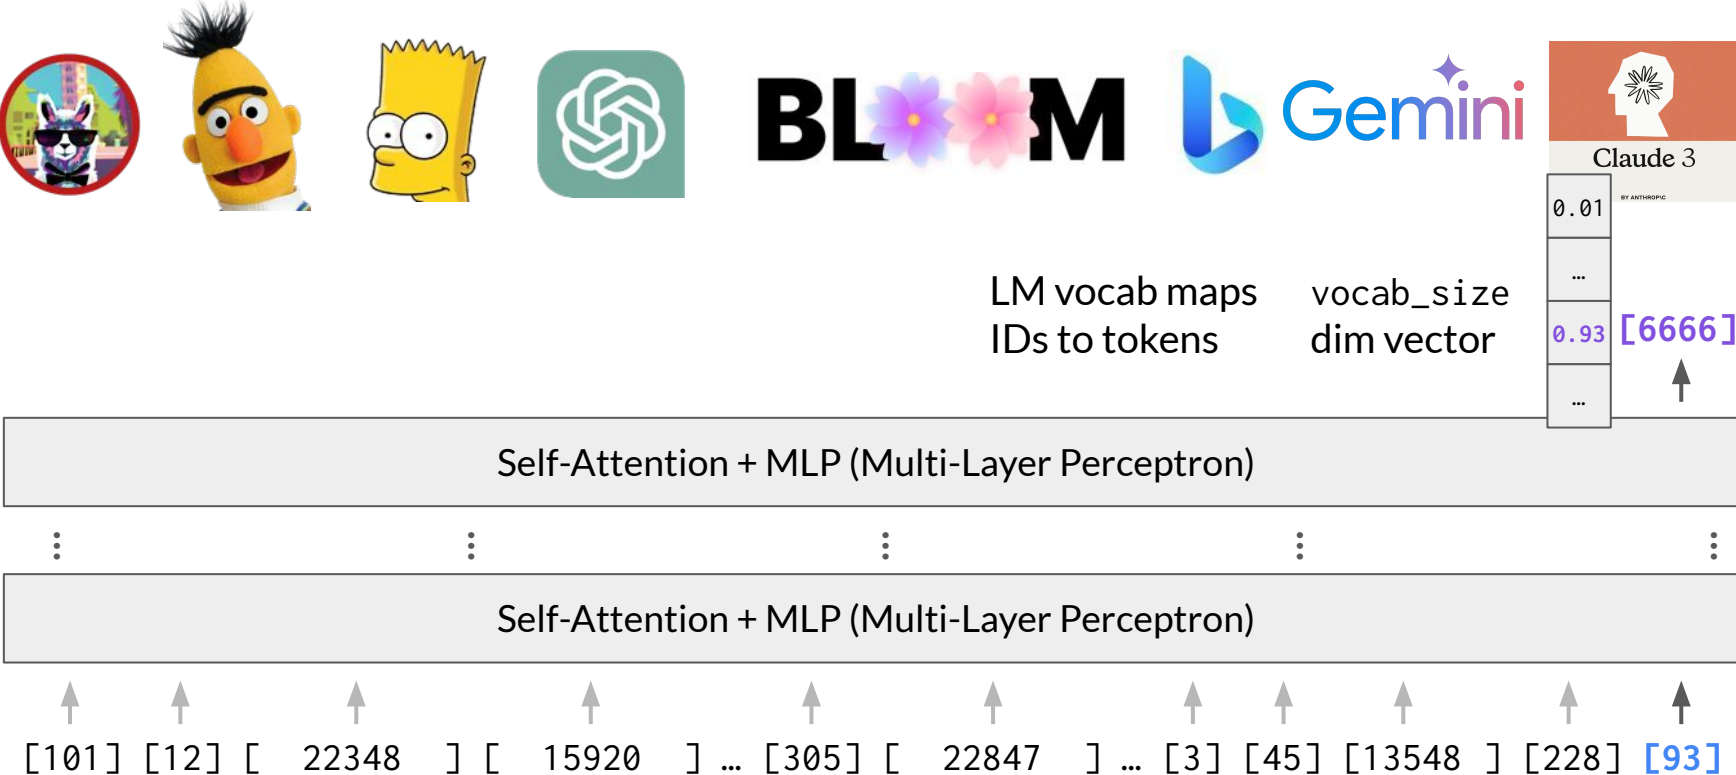 BLOOM
Gemini
Claude 3
BY ANTHROP\C
0.01
…
LM vocab maps
IDs to tokens
vocab_size
dim vector
0.93
[6666]
…
Self-Attention + MLP (Multi-Layer Perceptron)
Self-Attention + MLP (Multi-Layer Perceptron)
[101] [12] [ 22348 ] [ 15920 ] … [305] [ 22847 ] … [3] [45] [13548 ] [228] [93]